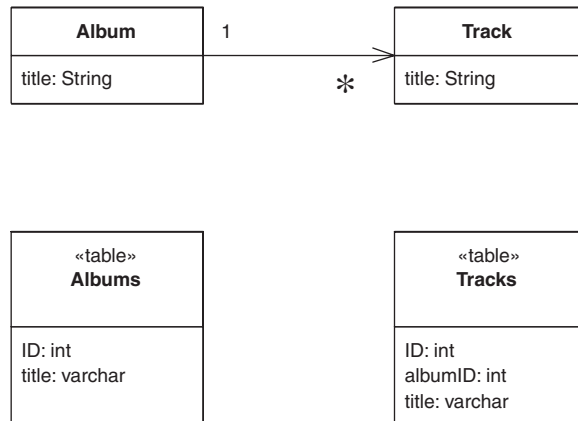 Album
1
Track
title: String
*
title: String
«table»
Albums
«table»
Tracks
ID: int
title: varchar
ID: int
albumID: int
title: varchar